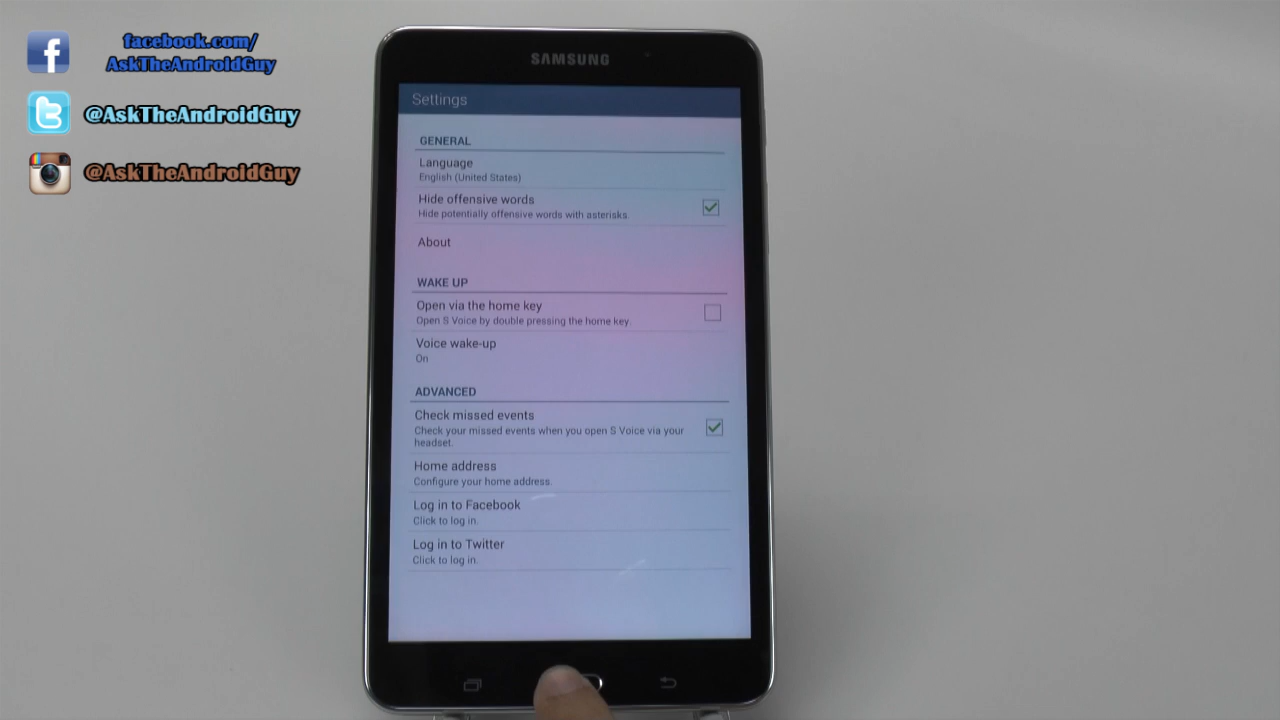 facebook.com/
AskTheAndroidGuy
@AskTheAndroidGuy
@AskTheAndroidGuy
SAMSUNG
Settings
GENERAL
Language
English (United States)
Hide offensive words
Hide potentially offensive words with asterisks.
About
WAKE UP
Open via the home key
Open S Voice by double pressing the home key.
Voice wake-up
On
ADVANCED
Check missed events
Check your missed events when you open S Voice via your
headset.
Home address
Configure your home address.
Log in to Facebook
Click to log in.
Log in to Twitter
Click to log in.